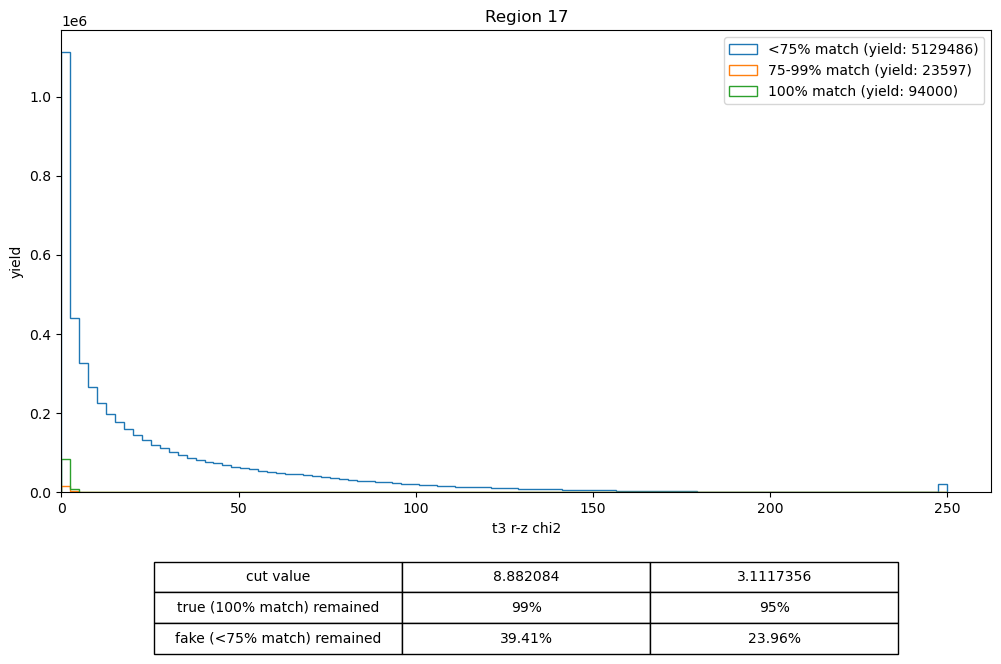 Region 17
1e6
<75% match (yield: 5129486)
75-99% match (yield: 23597)
100% match (yield: 94000)
1.0
0.8
0.6
0.4
0.2
0.0
yield
0 50 100 150 200 250
t3 r-z chi2
cut value 8.882084 3.1117356
true (100% match) remained 99% 95%
fake (<75% match) remained 39.41% 23.96%